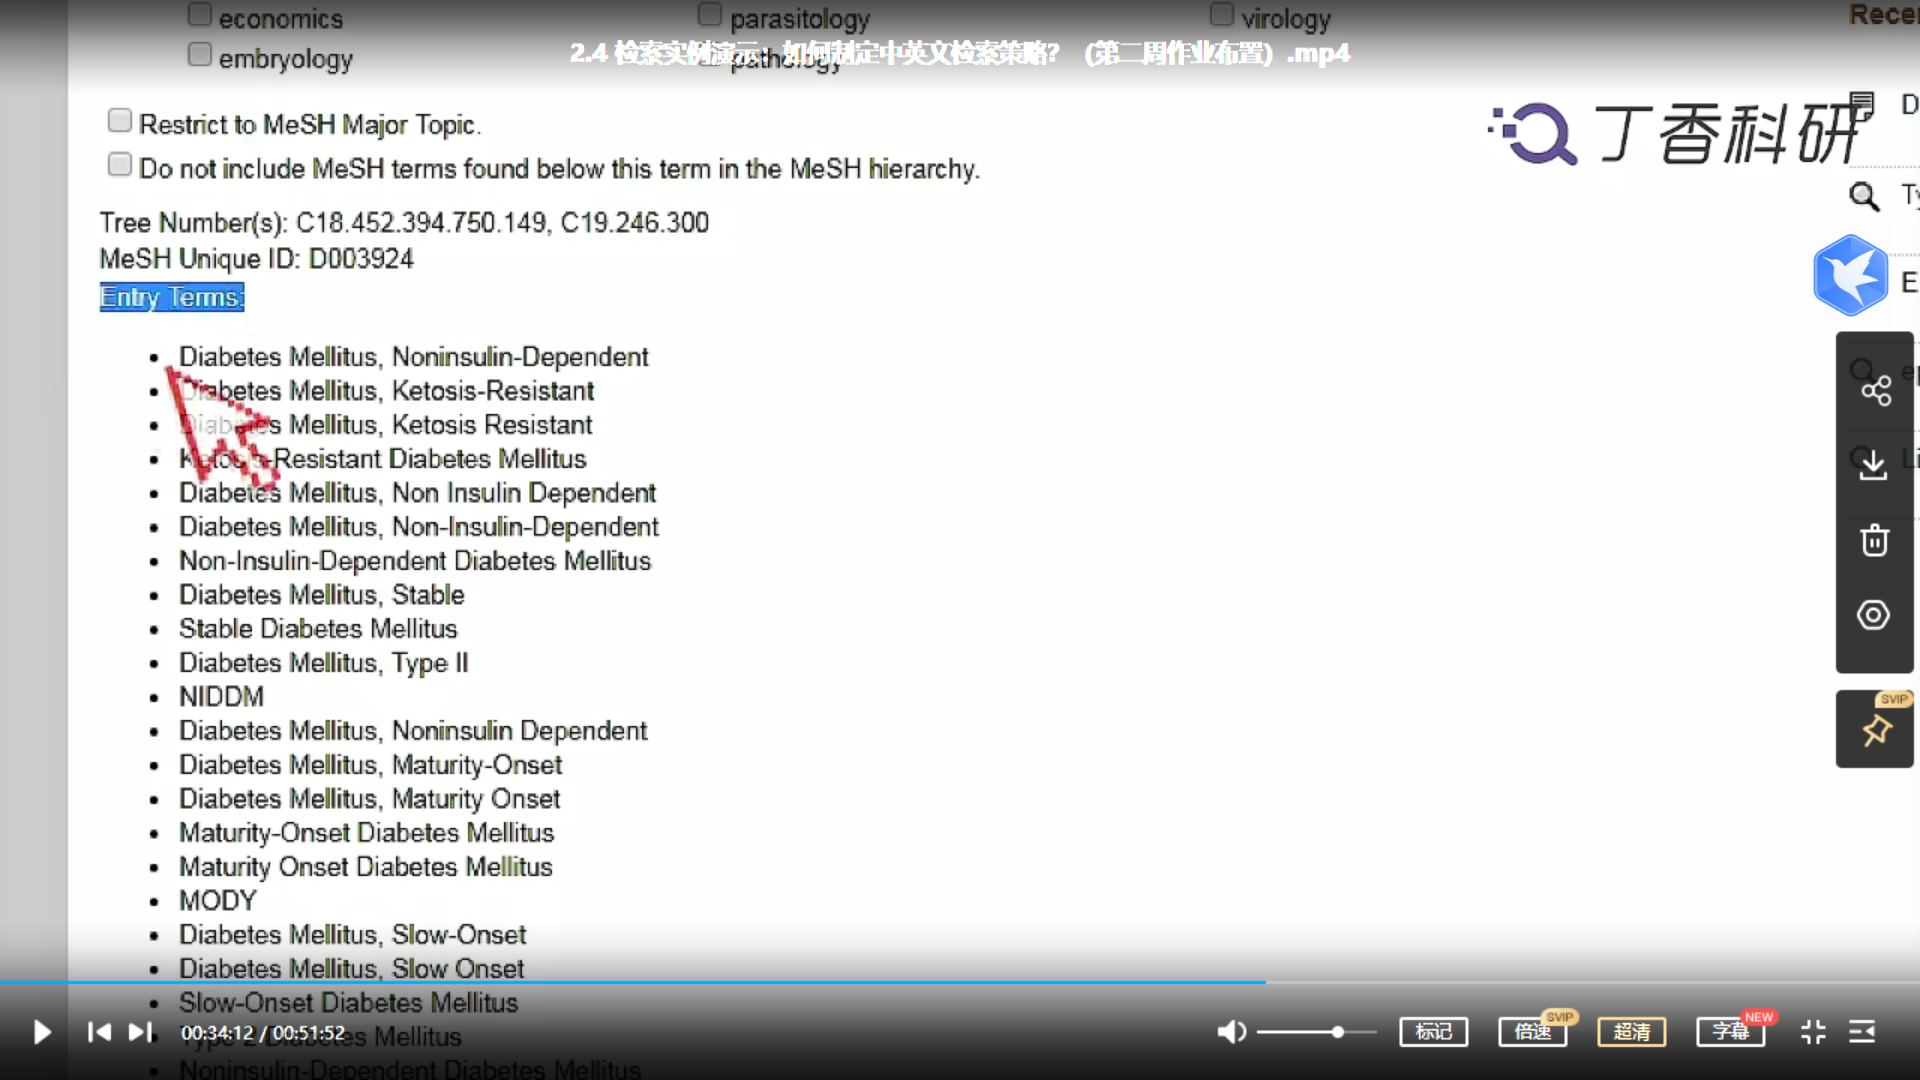 economics
parasitology
virology
Rece
embryology
pathology
2.4 检索实例演示：如何制定中英文检索策略？（第二周作业布置）.mp4
Restrict to MeSH Major Topic.
丁香科研
D
Do not include MeSH terms found below this term in the MeSH hierarchy.
Ty
Tree Number(s): C18.452.394.750.149, C19.246.300
MeSH Unique ID: D003924
E
Entry Terms:
Diabetes Mellitus, Noninsulin-Dependent
Diabetes Mellitus, Ketosis-Resistant
Diabetes Mellitus, Ketosis Resistant
Ketosis-Resistant Diabetes Mellitus
Diabetes Mellitus, Non Insulin Dependent
Diabetes Mellitus, Non-Insulin-Dependent
Non-Insulin-Dependent Diabetes Mellitus
Diabetes Mellitus, Stable
Stable Diabetes Mellitus
Diabetes Mellitus, Type II
NIDDM
SVIP
Diabetes Mellitus, Noninsulin Dependent
Diabetes Mellitus, Maturity-Onset
Diabetes Mellitus, Maturity Onset
Maturity-Onset Diabetes Mellitus
Maturity Onset Diabetes Mellitus
MODY
Diabetes Mellitus, Slow-Onset
Diabetes Mellitus, Slow Onset
Slow-Onset Diabetes Mellitus
Type 2 Diabetes Mellitus
00:34:12 / 00:51:52
标记
倍速
SVIP
超清
字幕
NEW
Noninsulin-Dependent Diabetes Mellitus